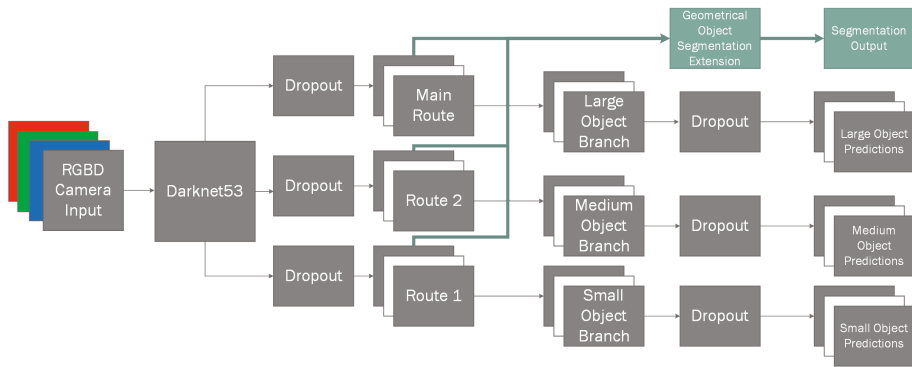 Geometrical
Object
Segmentation
Extension
Segmentation
Output
Dropout
Main
Route
Large
Object
Branch
Dropout
Large Object
Predictions
RGBD
Camera
Input
Darknet53
Dropout
Route 2
Medium
Object
Branch
Dropout
Medium
Object
Predictions
Dropout
Route 1
Small
Object
Branch
Dropout
Small Object
Predictions